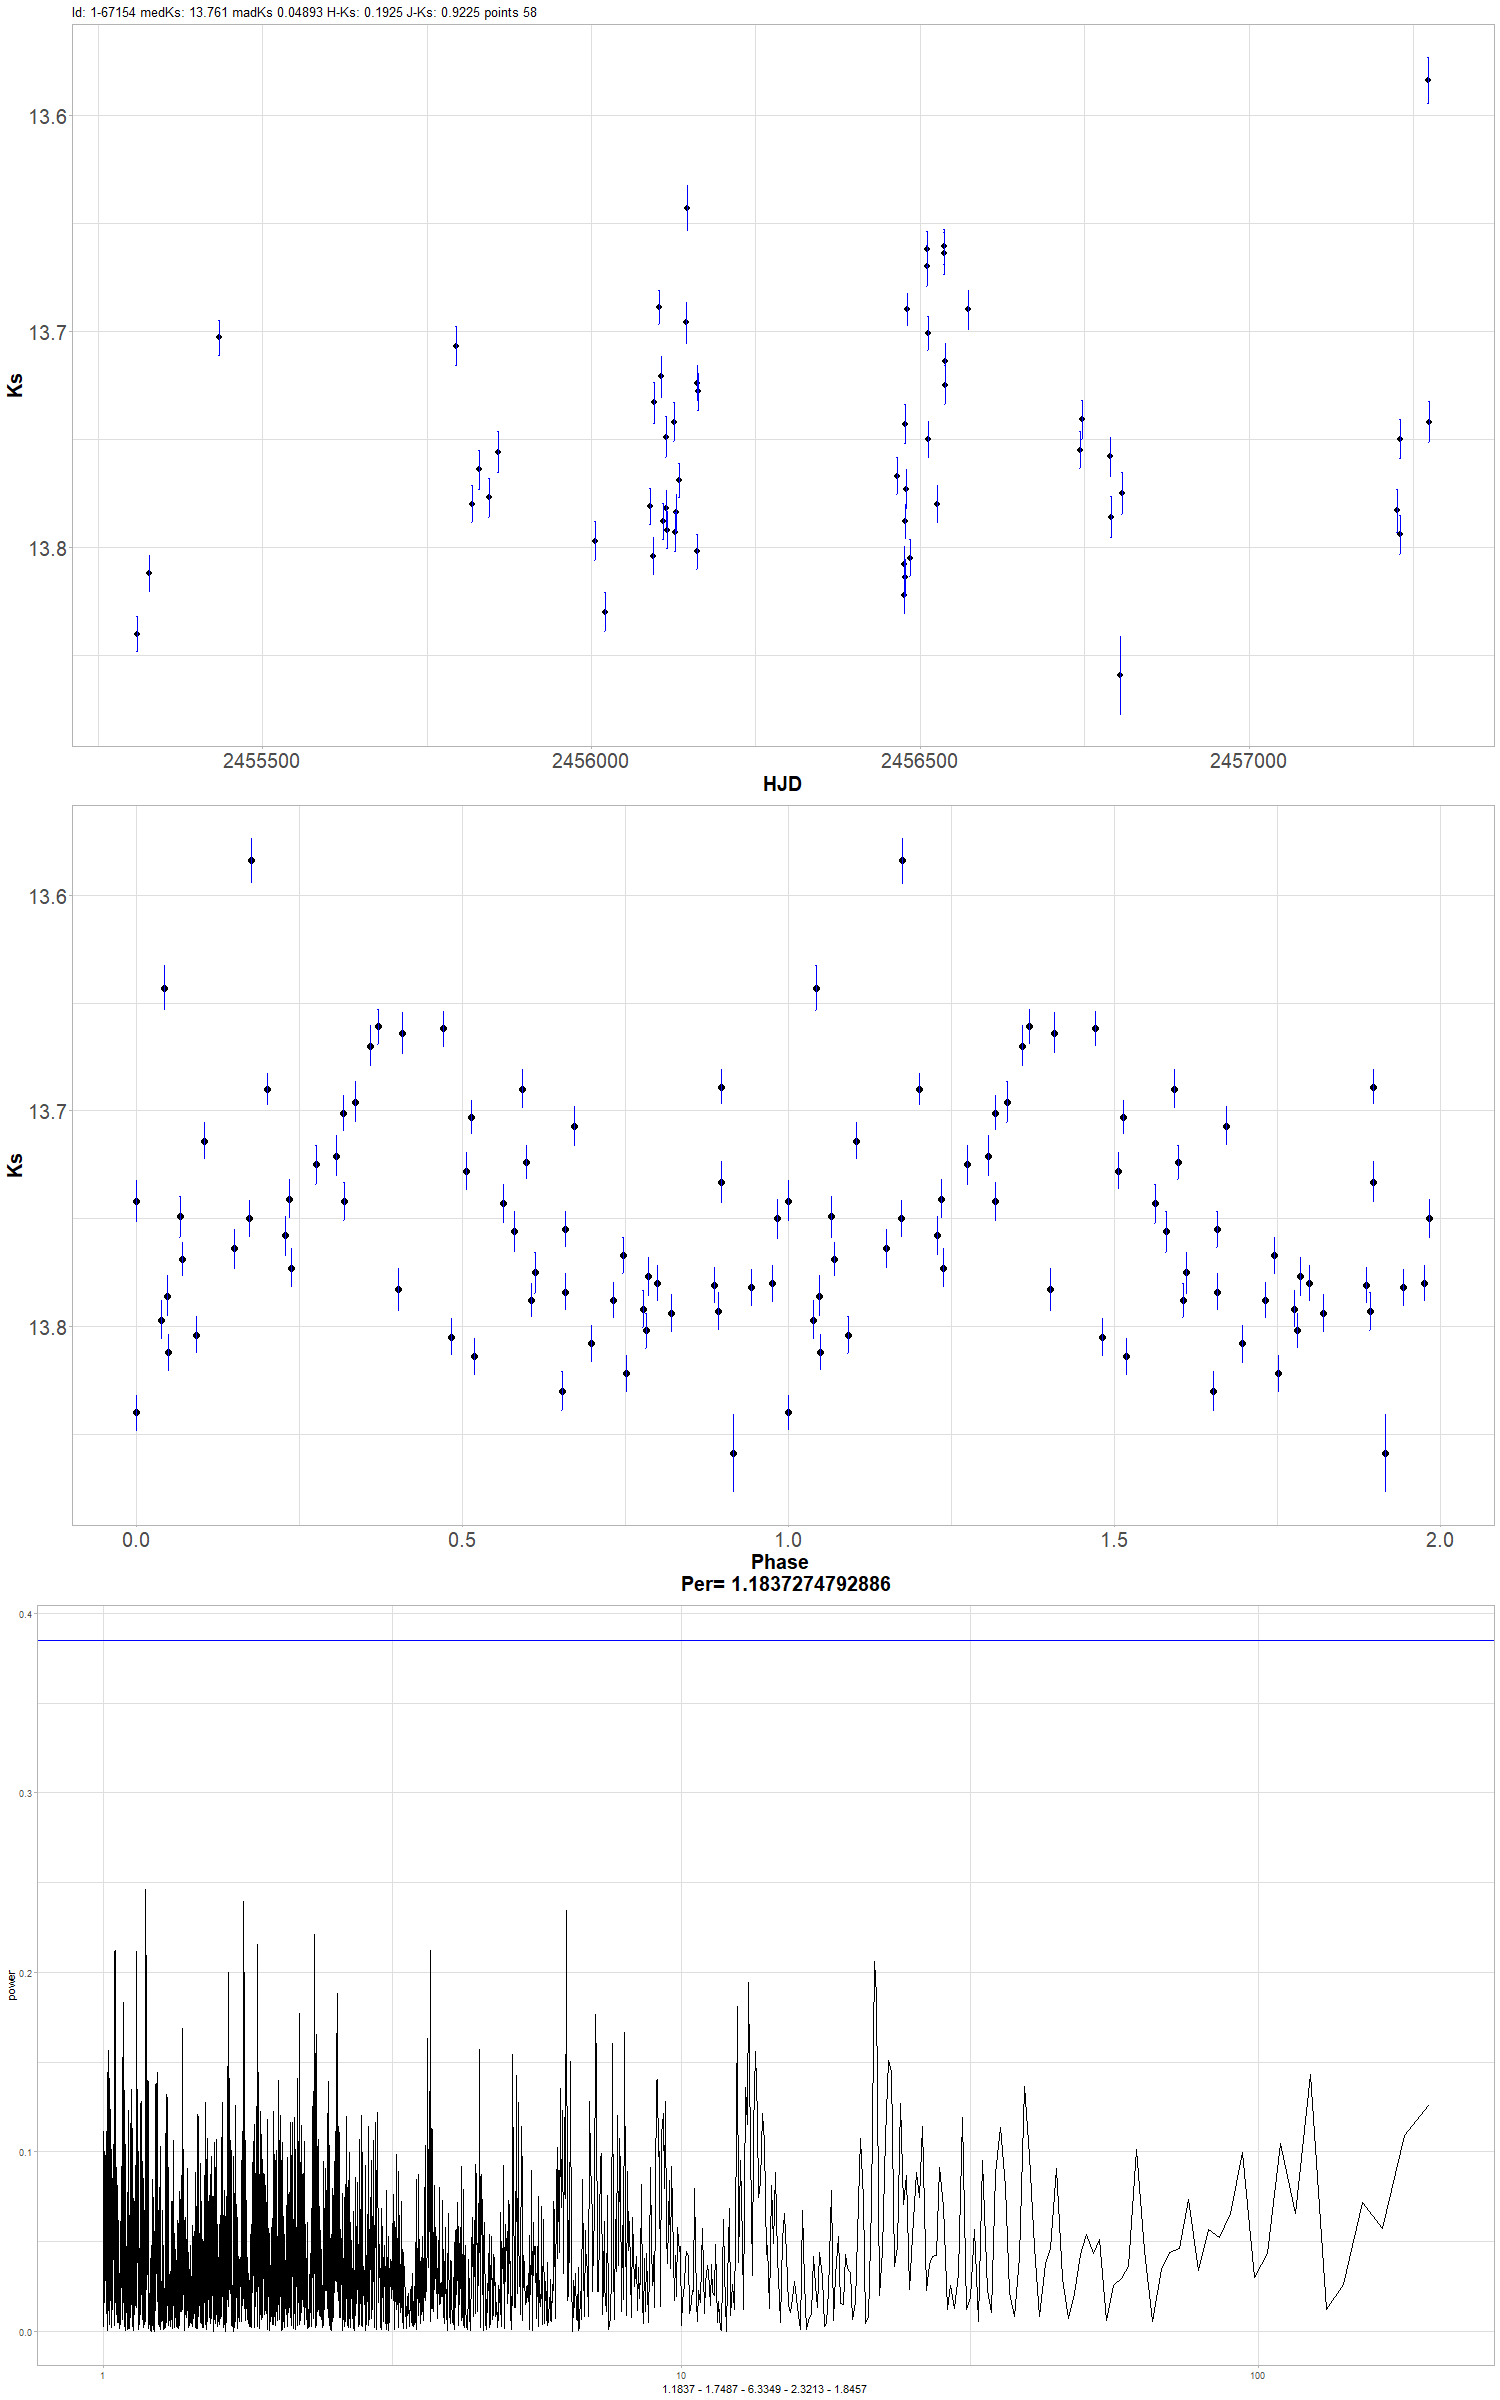 Id: 1-67154 medKs: 13.761 madKs 0.04893 H-Ks: 0.1925 J-Ks: 0.9225 points 58
13.6
13.7
13.8
Ks
2455500 2456000 2456500 2457000
HJD
13.6
13.7
13.8
Ks
0.0 0.5 1.0 1.5 2.0
Phase
Per= 1.1837274792886
0.4
0.3
0.2
0.1
0.0
power
1 10 100
1.1837 - 1.7487 - 6.3349 - 2.3213 - 1.8457